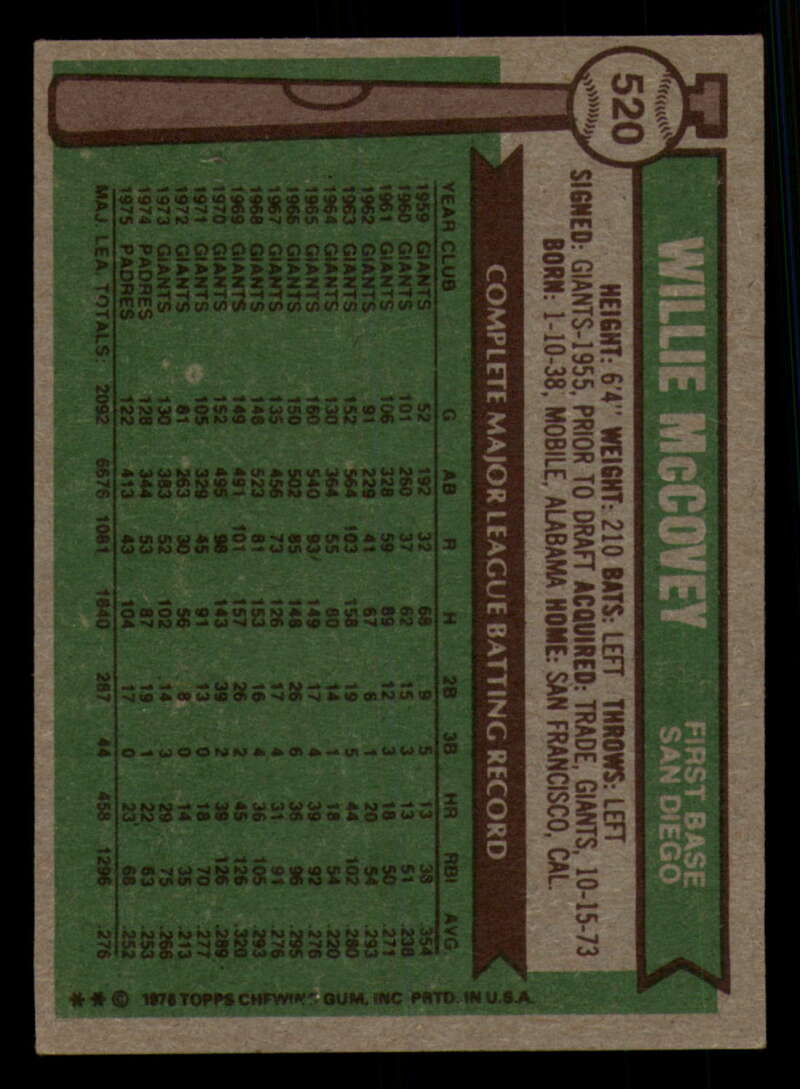 520
WILLIE McCOVEY
FIRST BASE
SAN DIEGO
HEIGHT: 6'4" WEIGHT: 210 BATS: LEFT THROWS: LEFT
SIGNED: GIANTS-1955, PRIOR TO DRAFT ACQUIRED: TRADE, GIANTS, 10-15-73
BORN: 1-10-38, MOBILE, ALABAMA HOME: SAN FRANCISCO, CAL.
COMPLETE MAJOR LEAGUE BATTING RECORD
YEAR CLUB G AB R H 2B 3B HR RBI AVG.
1959 GIANTS 52 192 32 68 9 5 13 38 .354
1960 GIANTS 101 260 37 62 15 3 13 51 .238
1961 GIANTS 106 328 59 89 12 3 18 50 .271
1962 GIANTS 91 229 41 67 6 1 20 54 .293
1963 GIANTS 152 564 103 158 19 5 44 102 .280
1964 GIANTS 130 364 55 80 14 1 18 54 .220
1965 GIANTS 160 540 93 149 17 4 39 92 .276
1966 GIANTS 150 502 85 148 26 6 36 96 .295
1967 GIANTS 135 456 73 126 17 4 31 91 .276
1968 GIANTS 148 523 81 153 16 4 36 105 .293
1969 GIANTS 149 491 101 157 26 2 45 126 .320
1970 GIANTS 152 495 98 143 39 2 39 126 .289
1971 GIANTS 105 329 45 91 13 0 18 70 .277
1972 GIANTS 81 263 30 56 8 0 14 35 .213
1973 GIANTS 130 383 52 102 14 3 29 75 .266
1974 PADRES 128 344 53 87 19 1 22 63 .253
1975 PADRES 122 413 43 104 17 0 23 68 .252
MAJ. LEA. TOTALS: 2092 6676 1081 1840 287 44 458 1296 .276
** © 1976 TOPPS CHEWING GUM, INC. PRTD. IN U.S.A.